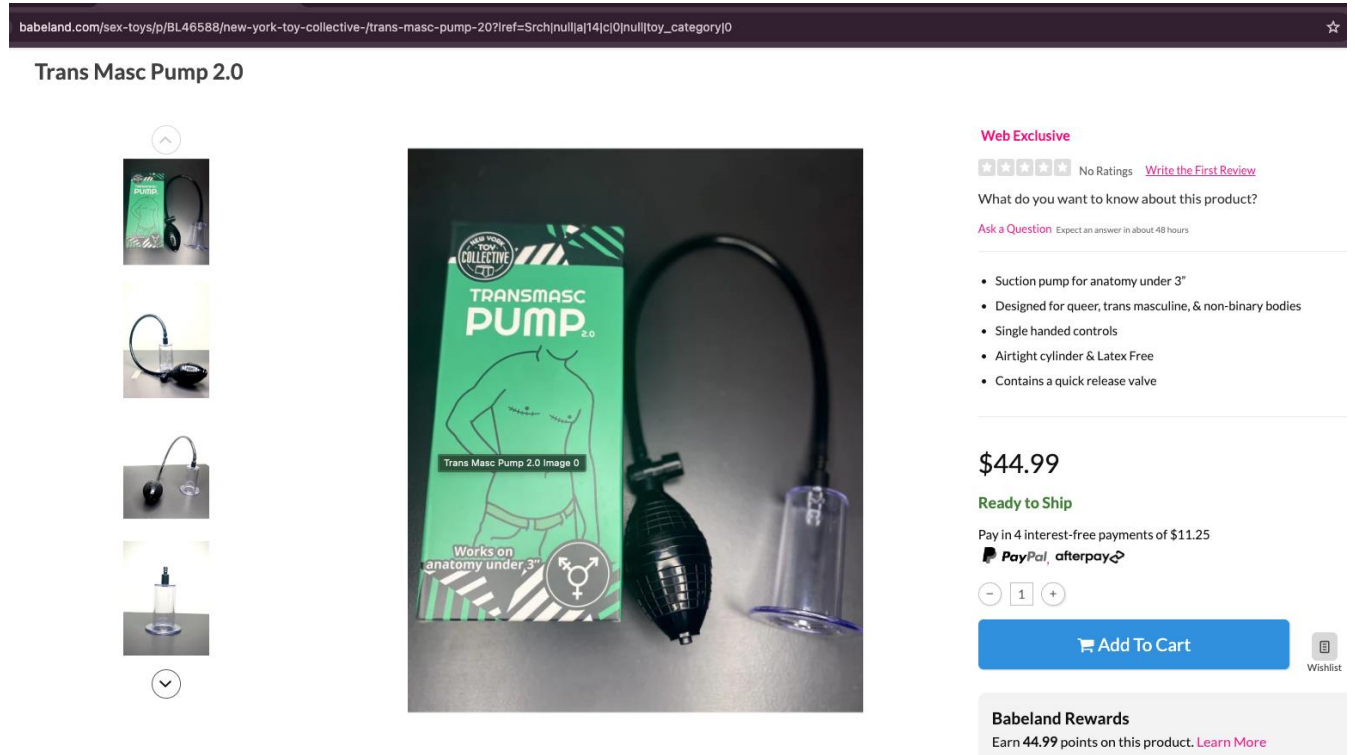 babeland.com/sex-toys/p/BL46588/new-york-toy-collective-/trans-masc-pump-20?lref=Srch|null|a|14|c|0|null|toy_category|0
Trans Masc Pump 2.0
TRANSMASC
PUMP
NEW YORK
TOY
COLLECTIVE
TRANSMASC
PUMP 2.0
Trans Masc Pump 2.0 Image 0
Works on
anatomy under 3"
Web Exclusive
No Ratings Write the First Review
What do you want to know about this product?
Ask a Question Expect an answer in about 48 hours
• Suction pump for anatomy under 3”
• Designed for queer, trans masculine, & non-binary bodies
• Single handed controls
• Airtight cylinder & Latex Free
• Contains a quick release valve
$44.99
Ready to Ship
Pay in 4 interest-free payments of $11.25
PayPal, afterpay
− 1 +
Add To Cart
Wishlist
Babeland Rewards
Earn 44.99 points on this product. Learn More